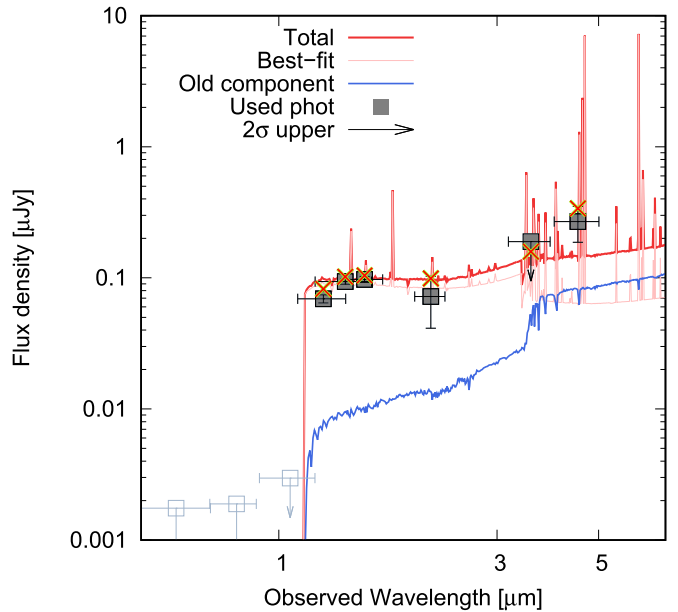 10
1
0.1
0.01
0.001
Flux density [μJy]
Total
Best−fit
Old component
Used phot
2σ upper
1
3
5
Observed Wavelength [μm]